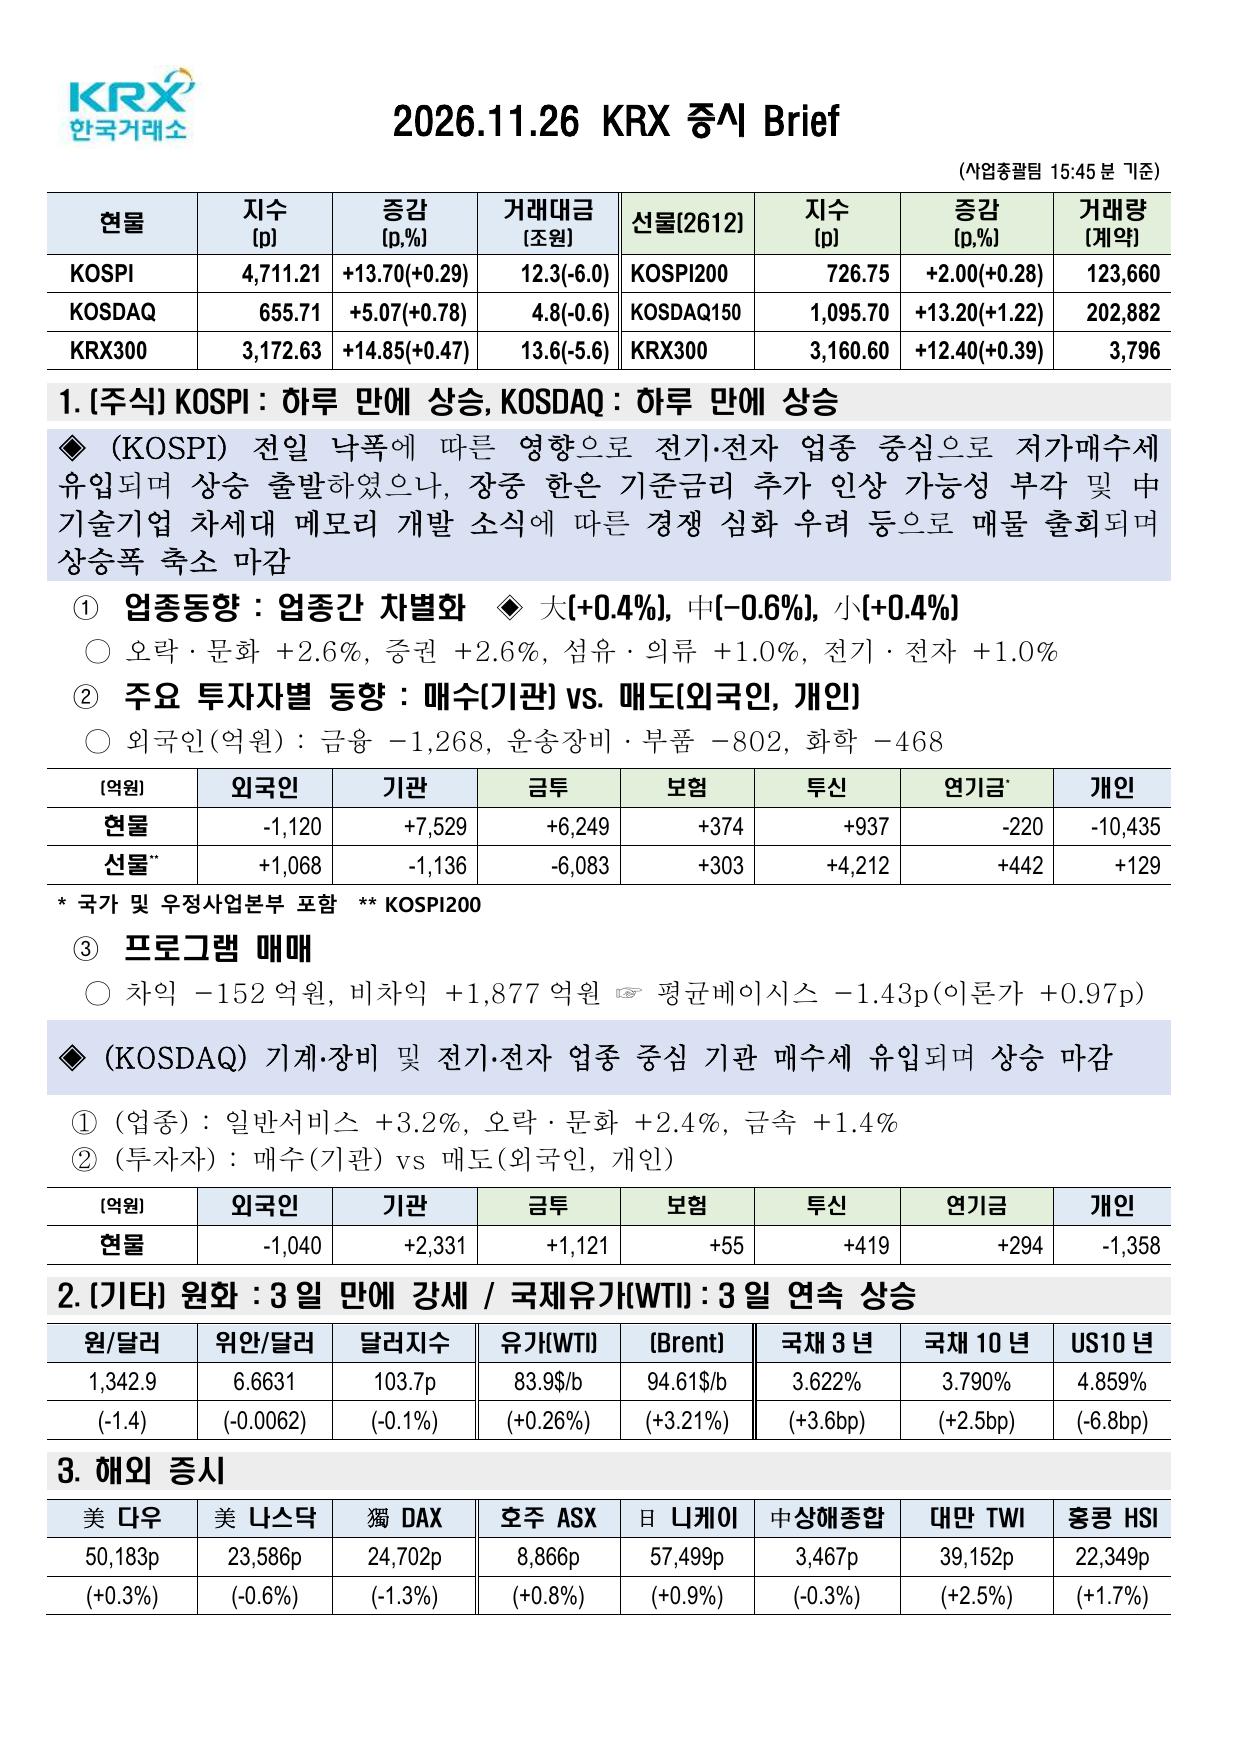 KRX
한국거래소
2026.11.26 KRX 증시 Brief
(사업총괄팀 15:45분 기준)
현물 지수 (p) 증감 (p,%) 거래대금 (조원) 선물(2612) 지수 (p) 증감 (p,%) 거래량 (계약)
KOSPI 4,711.21 +13.70(+0.29) 12.3(-6.0) KOSPI200 726.75 +2.00(+0.28) 123,660
KOSDAQ 655.71 +5.07(+0.78) 4.8(-0.6) KOSDAQ150 1,095.70 +13.20(+1.22) 202,882
KRX300 3,172.63 +14.85(+0.47) 13.6(-5.6) KRX300 3,160.60 +12.40(+0.39) 3,796
1. (주식) KOSPI : 하루 만에 상승, KOSDAQ : 하루 만에 상승
◈ (KOSPI) 전일 낙폭에 따른 영향으로 전기·전자 업종 중심으로 저가매수세
유입되며 상승 출발하였으나, 장중 한은 기준금리 추가 인상 가능성 부각 및 中
기술기업 차세대 메모리 개발 소식에 따른 경쟁 심화 우려 등으로 매물 출회되며
상승폭 축소 마감
① 업종동향 : 업종간 차별화 ◈ 大(+0.4%), 中(-0.6%), 小(+0.4%)
○ 오락·문화 +2.6%, 증권 +2.6%, 섬유·의류 +1.0%, 전기·전자 +1.0%
② 주요 투자자별 동향 : 매수(기관) vs. 매도(외국인, 개인)
○ 외국인(억원) : 금융 -1,268, 운송장비·부품 -802, 화학 -468
(억원) 외국인 기관 금투 보험 투신 연기금* 개인
현물 -1,120 +7,529 +6,249 +374 +937 -220 -10,435
선물** +1,068 -1,136 -6,083 +303 +4,212 +442 +129
* 국가 및 우정사업본부 포함 ** KOSPI200
③ 프로그램 매매
○ 차익 -152억원, 비차익 +1,877억원 ☞ 평균베이시스 -1.43p(이론가 +0.97p)
◈ (KOSDAQ) 기계·장비 및 전기·전자 업종 중심 기관 매수세 유입되며 상승 마감
① (업종) : 일반서비스 +3.2%, 오락·문화 +2.4%, 금속 +1.4%
② (투자자) : 매수(기관) vs 매도(외국인, 개인)
(억원) 외국인 기관 금투 보험 투신 연기금 개인
현물 -1,040 +2,331 +1,121 +55 +419 +294 -1,358
2. (기타) 원화 : 3일 만에 강세 / 국제유가(WTI) : 3일 연속 상승
원/달러 위안/달러 달러지수 유가(WTI) (Brent) 국채 3년 국채 10년 US10년
1,342.9 6.6631 103.7p 83.9$/b 94.61$/b 3.622% 3.790% 4.859%
(-1.4) (-0.0062) (-0.1%) (+0.26%) (+3.21%) (+3.6bp) (+2.5bp) (-6.8bp)
3. 해외 증시
美 다우 美 나스닥 獨 DAX 호주 ASX 日 니케이 中상해종합 대만 TWI 홍콩 HSI
50,183p 23,586p 24,702p 8,866p 57,499p 3,467p 39,152p 22,349p
(+0.3%) (-0.6%) (-1.3%) (+0.8%) (+0.9%) (-0.3%) (+2.5%) (+1.7%)